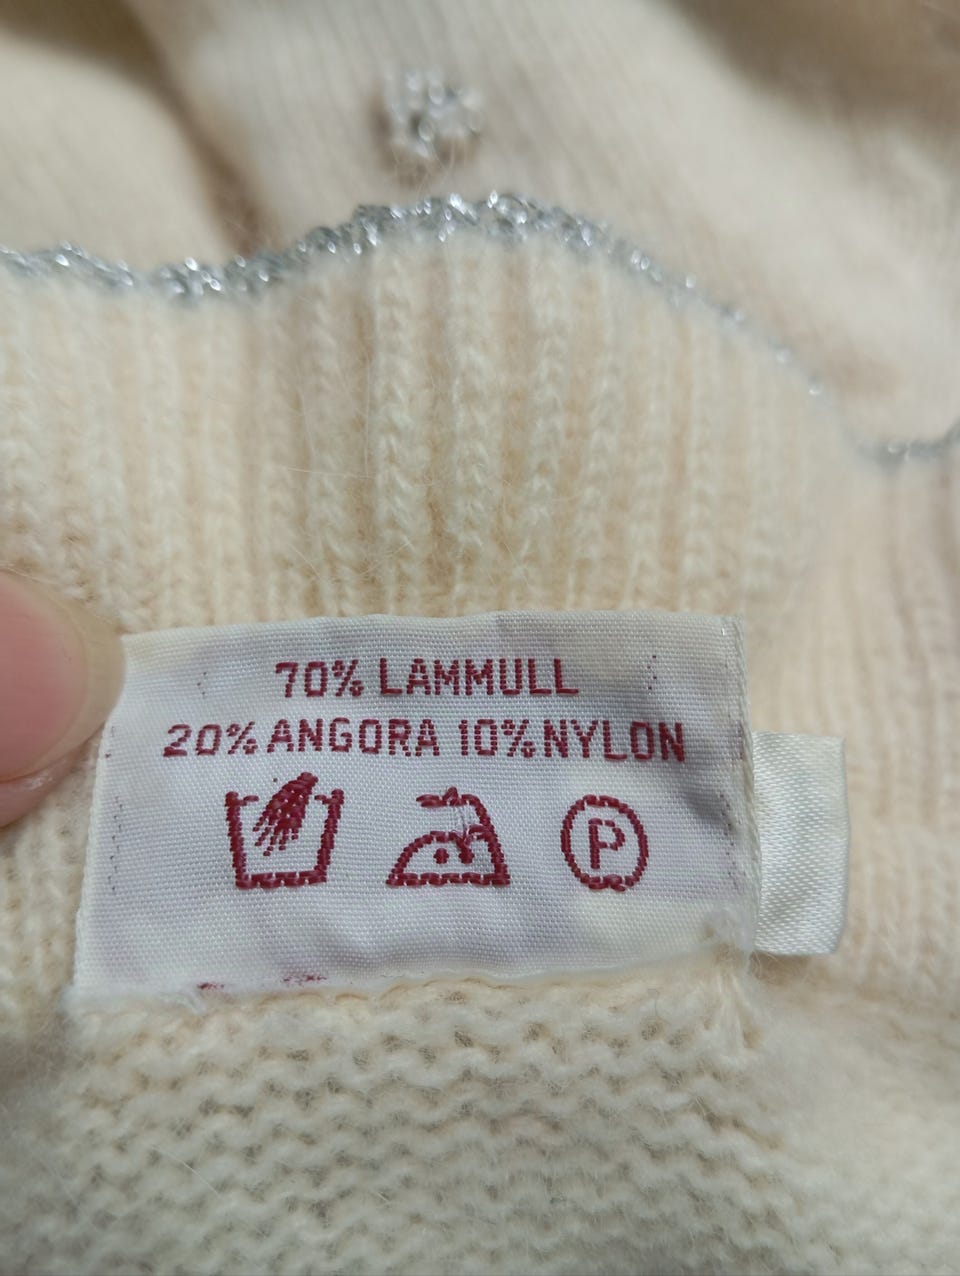 70% LAMMULL
20% ANGORA 10% NYLON
P